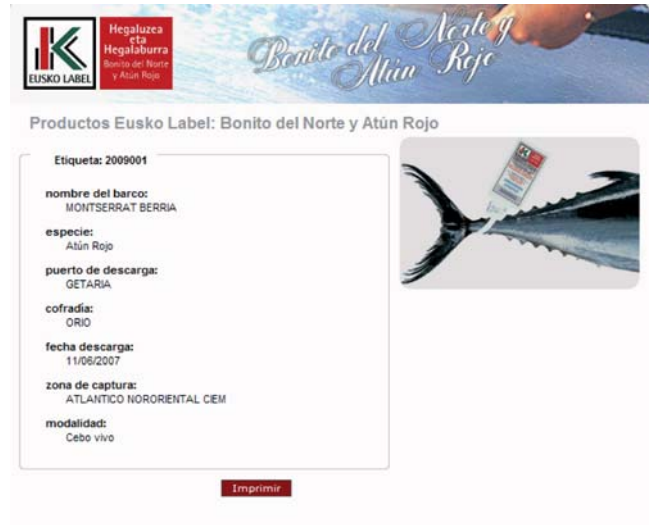 EUSKO LABEL
Hegaluzea
eta
Hegalaburra
Bonito del Norte
y Atún Rojo
Bonito del Norte y
Atún Rojo
Productos Eusko Label: Bonito del Norte y Atún Rojo
Etiqueta: 2009001
nombre del barco:
MONTSERRAT BERRIA
especie:
Atún Rojo
puerto de descarga:
GETARIA
cofradía:
ORIO
fecha descarga:
11/06/2007
zona de captura:
ATLANTICO NORORIENTAL CIEM
modalidad:
Cebo vivo
Imprimir